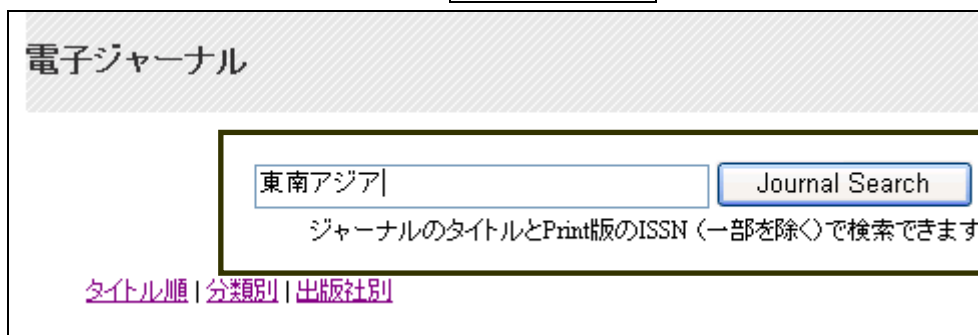 電子ジャーナル
東南アジア
Journal Search
ジャーナルのタイトルとPrint版のISSN（一部を除く）で検索できます
タイトル順 | 分類別 | 出版社別